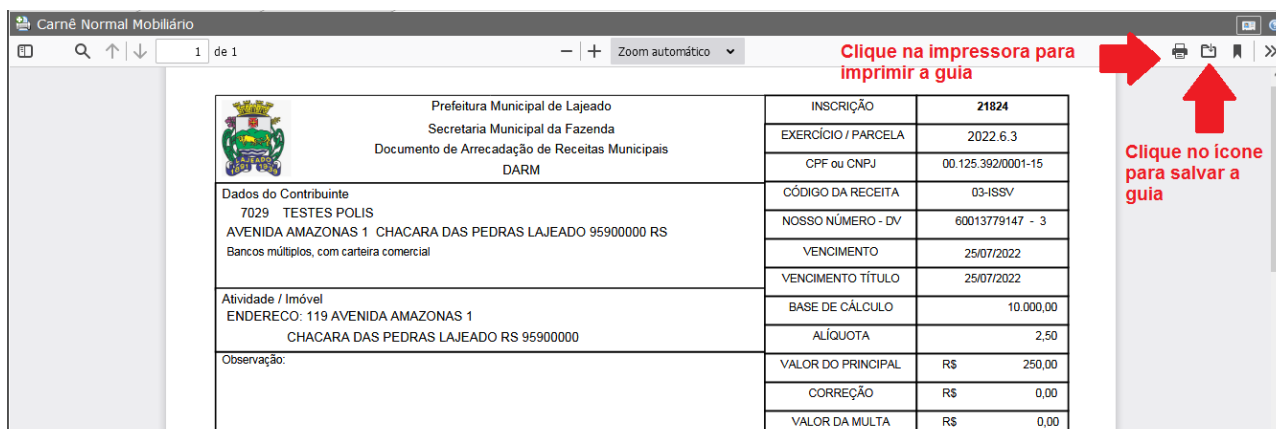 Carnê Normal Mobiliário
1 de 1
Zoom automático
Clique na impressora para
imprimir a guia
Clique no ícone
para salvar a
guia
LAJEADO
1891 1939
Prefeitura Municipal de Lajeado
Secretaria Municipal da Fazenda
Documento de Arrecadação de Receitas Municipais
DARM
Dados do Contribuinte
7029 TESTES POLIS
AVENIDA AMAZONAS 1 CHACARA DAS PEDRAS LAJEADO 95900000 RS
Bancos múltiplos, com carteira comercial
Atividade / Imóvel
ENDERECO: 119 AVENIDA AMAZONAS 1
CHACARA DAS PEDRAS LAJEADO RS 95900000
Observação:
INSCRIÇÃO 21824
EXERCÍCIO / PARCELA 2022.6.3
CPF ou CNPJ 00.125.392/0001-15
CÓDIGO DA RECEITA 03-ISSV
NOSSO NÚMERO - DV 60013779147 - 3
VENCIMENTO 25/07/2022
VENCIMENTO TÍTULO 25/07/2022
BASE DE CÁLCULO 10.000,00
ALÍQUOTA 2,50
VALOR DO PRINCIPAL R$ 250,00
CORREÇÃO R$ 0,00
VALOR DA MULTA R$ 0,00